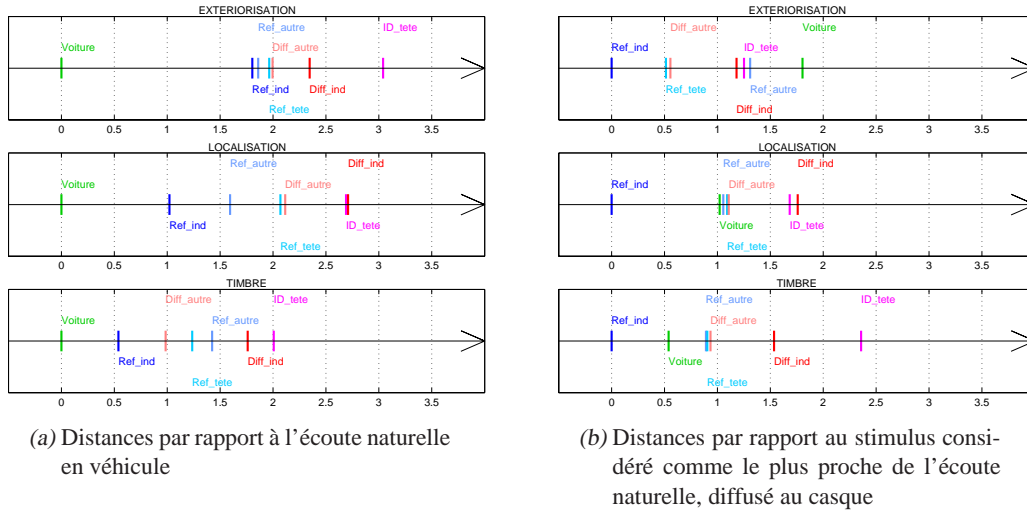 EXTERIORISATION
Ref_autre ID_tete
Voiture Diff_autre
Ref_ind Diff_ind
Ref_tete
0 0.5 1 1.5 2 2.5 3 3.5
LOCALISATION
Ref_autre Diff_ind
Voiture Diff_autre
Ref_ind ID_tete
Ref_tete
0 0.5 1 1.5 2 2.5 3 3.5
TIMBRE
Diff_autre ID_tete
Voiture Ref_autre
Ref_ind Diff_ind
Ref_tete
0 0.5 1 1.5 2 2.5 3 3.5
(a) Distances par rapport à l'écoute naturelle
en véhicule
EXTERIORISATION
Diff_autre Voiture
Ref_ind ID_tete
Ref_tete Ref_autre
Diff_ind
0 0.5 1 1.5 2 2.5 3 3.5
LOCALISATION
Ref_autre Diff_ind
Ref_ind Diff_autre
Voiture ID_tete
Ref_tete
0 0.5 1 1.5 2 2.5 3 3.5
TIMBRE
Ref_autre ID_tete
Ref_ind Diff_autre
Voiture Diff_ind
Ref_tete
0 0.5 1 1.5 2 2.5 3 3.5
(b) Distances par rapport au stimulus consi-
déré comme le plus proche de l'écoute
naturelle, diffusé au casque